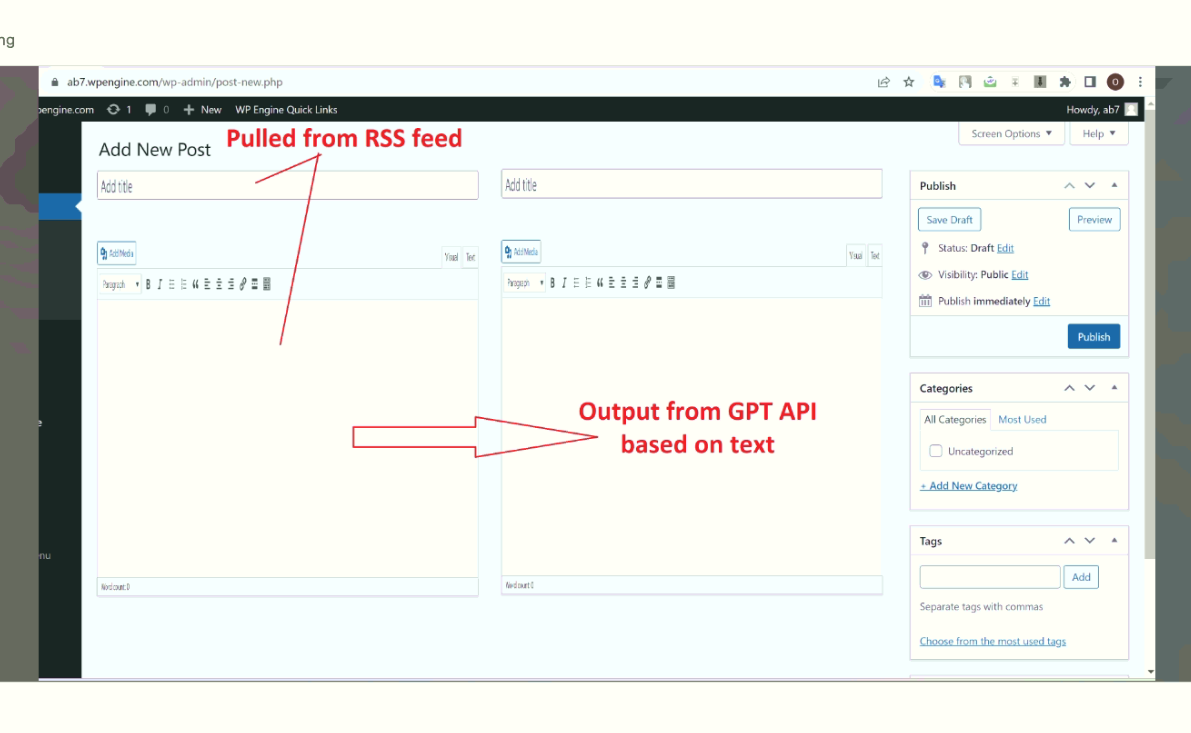 ng
ab7.wpengine.com/wp-admin/post-new.php
O
pengine.com 1 0 + New WP Engine Quick Links Howdy, ab7
Screen Options ▼ Help ▼
Add New Post
Pulled from RSS feed
Add title
Add Media
Visual Text
Paragraph
B I
Word count: 0
Add title
Add Media
Visual Text
Paragraph
B I
Output from GPT API
based on text
Word count: 0
Publish
Save Draft Preview
Status: Draft Edit
Visibility: Public Edit
Publish immediately Edit
Publish
Categories
All Categories Most Used
Uncategorized
+ Add New Category
Tags
Add
Separate tags with commas
Choose from the most used tags
e
nu